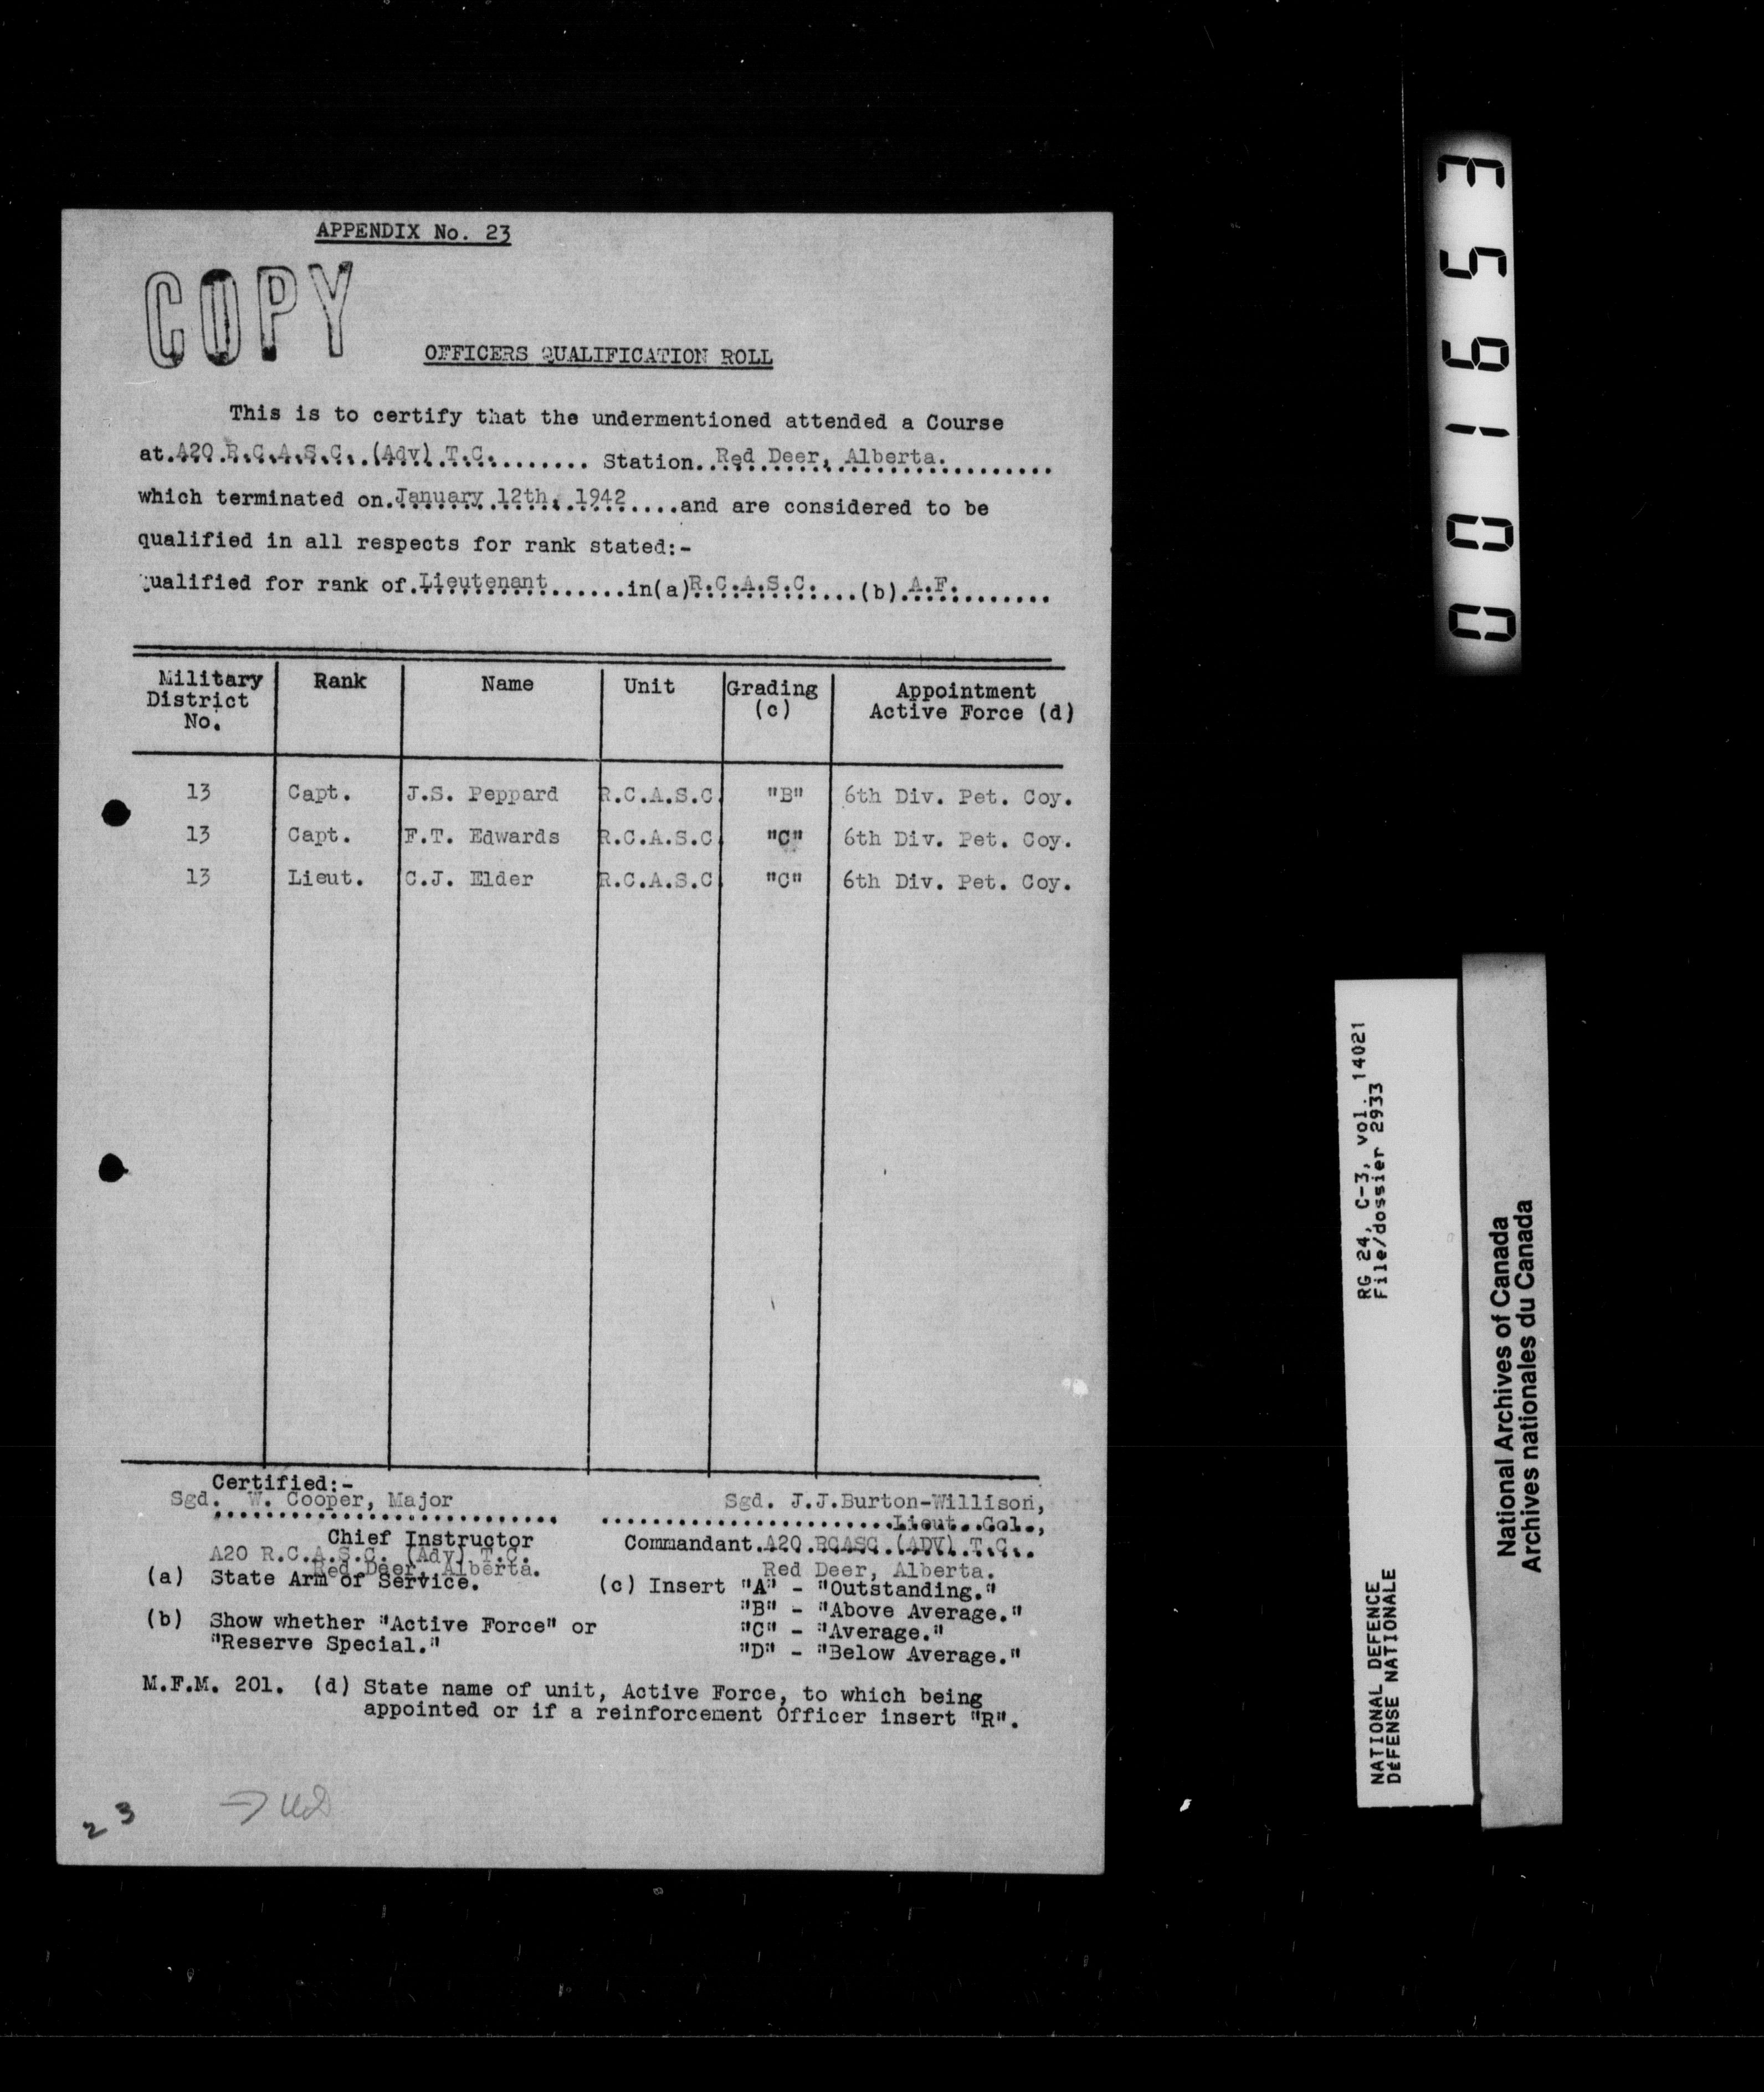 APPENDIX No. 23
COPY
OFFICERS QUALIFICATION ROLL
This is to certify that the undermentioned attended a Course
at.A20 R.C.A.S.C. (Adv) T.C.......... Station..Red Deer, Alberta...........
which terminated on.January 12th, 1942.....and are considered to be
qualified in all respects for rank stated:-
qualified for rank of.Lieutenant.......in(a)R.C.A.S.C....(b).A.F.........
Military District No. Rank Name Unit Grading (c) Appointment Active Force (d)
13 Capt. J.S. Peppard R.C.A.S.C. "B" 6th Div. Pet. Coy.
13 Capt. F.T. Edwards R.C.A.S.C. "C" 6th Div. Pet. Coy.
13 Lieut. C.J. Elder R.C.A.S.C. "C" 6th Div. Pet. Coy.
Certified:-
Sgd. W. Cooper, Major
Chief Instructor
A20 R.C.A.S.C. (Adv) T.C.
Red Deer, Alberta.
Sgd. J.J.Burton-Willison,
Lieut. Col.,
Commandant.A20 RCASC (ADV) T.C..
Red Deer, Alberta.
(a) State Arm of Service.
(b) Show whether "Active Force" or
"Reserve Special."
(c) Insert "A" - "Outstanding."
"B" - "Above Average."
"C" - "Average."
"D" - "Below Average."
M.F.M. 201. (d) State name of unit, Active Force, to which being
appointed or if a reinforcement Officer insert "R".
23
001953
RG 24, C-3, vol. 14021
File/dossier 2933
NATIONAL DEFENCE
DéFENSE NATIONALE
National Archives of Canada
Archives nationales du Canada